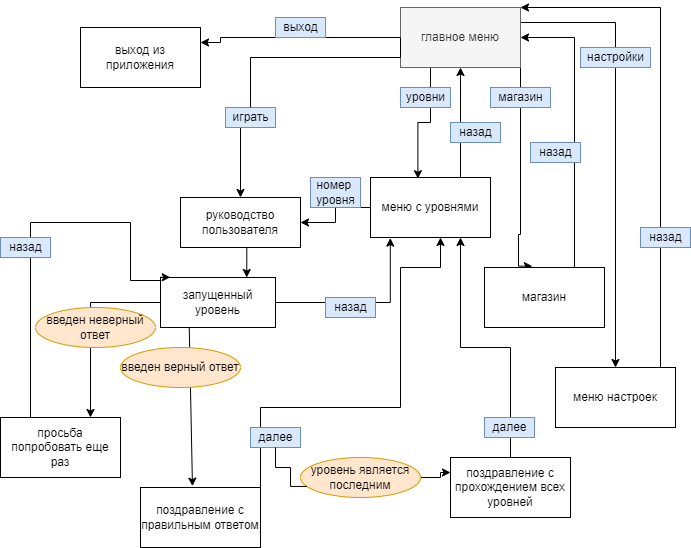 выход
главное меню
выход из
приложения
настройки
играть
уровни
магазин
назад
назад
номер
уровня
меню с уровнями
руководство
пользователя
назад
назад
запущенный
уровень
магазин
назад
введен неверный
ответ
введен верный ответ
меню настроек
просьба
попробовать еще
раз
далее
далее
уровень является
последним
поздравление с
прохождением всех
уровней
поздравление с
правильным ответом